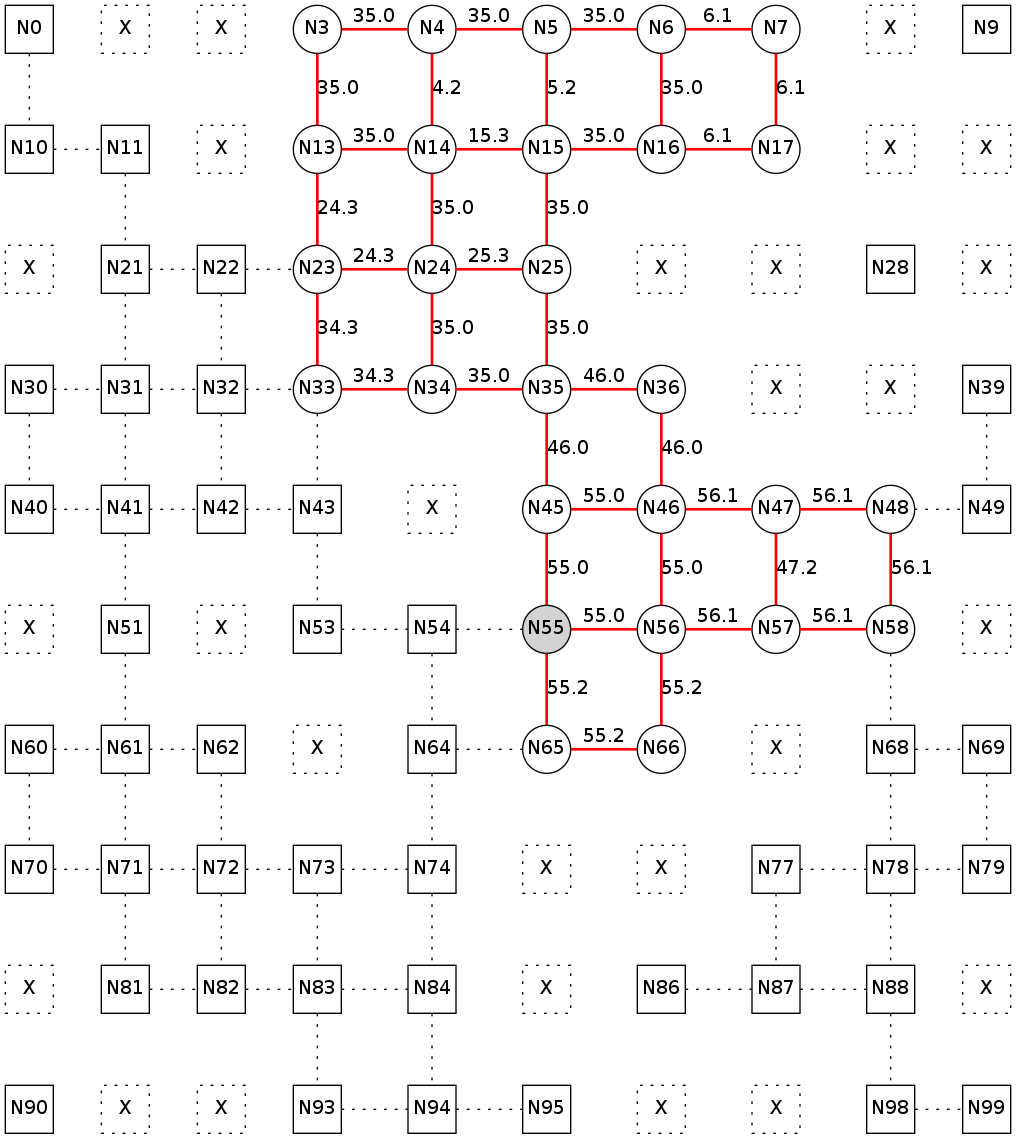 N0 X X N3 35.0 N4 35.0 N5 35.0 N6 6.1 N7 X N9
35.0 4.2 5.2 35.0 6.1
N10 N11 X N13 35.0 N14 15.3 N15 35.0 N16 6.1 N17 X X
24.3 35.0 35.0
X N21 N22 N23 24.3 N24 25.3 N25 X X N28 X
34.3 35.0 35.0
N30 N31 N32 N33 34.3 N34 35.0 N35 46.0 N36 X X N39
46.0 46.0
N40 N41 N42 N43 X N45 55.0 N46 56.1 N47 56.1 N48 N49
55.0 55.0 47.2 56.1
X N51 X N53 N54 N55 55.0 N56 56.1 N57 56.1 N58 X
55.2 55.2
N60 N61 N62 X N64 N65 55.2 N66 X N68 N69
N70 N71 N72 N73 N74 X X N77 N78 N79
X N81 N82 N83 N84 X N86 N87 N88 X
N90 X X N93 N94 N95 X X N98 N99